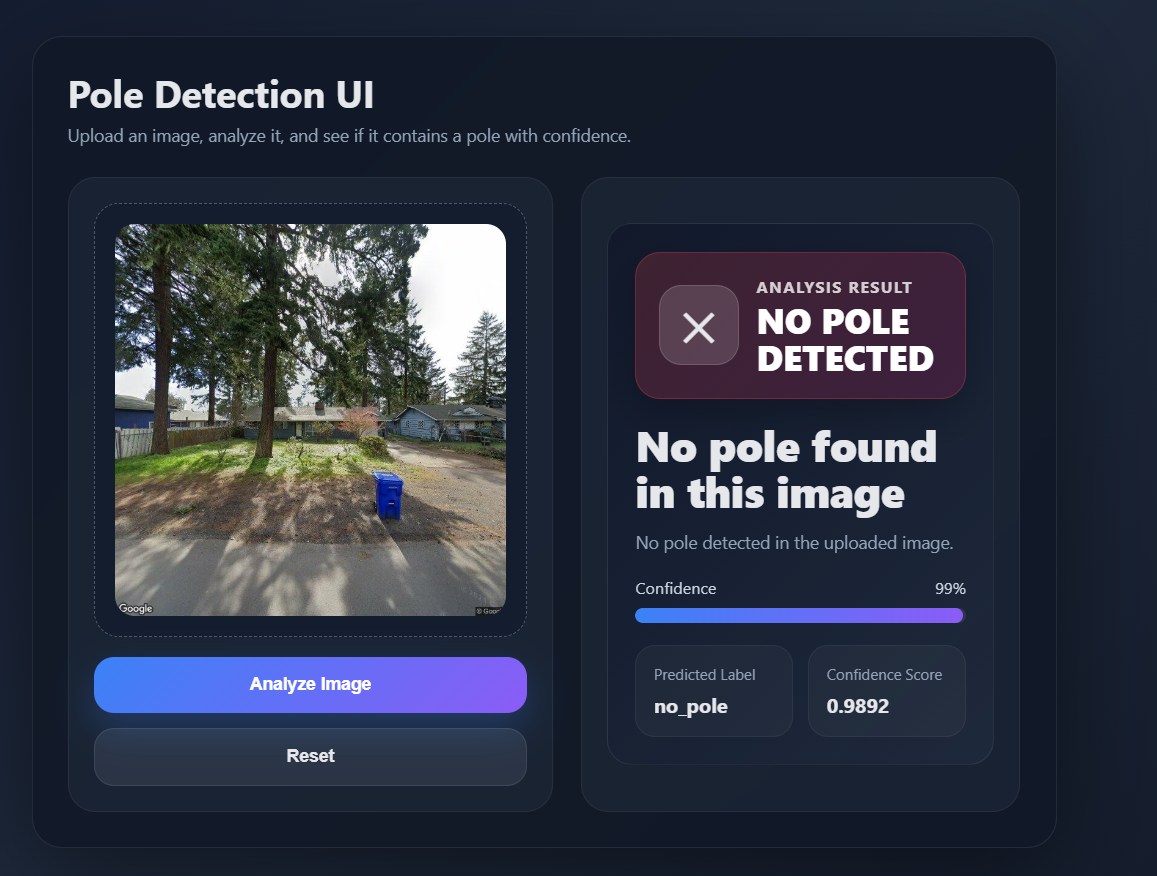 Pole Detection UI
Upload an image, analyze it, and see if it contains a pole with confidence.
Google
© Goo
Analyze Image
Reset
ANALYSIS RESULT
NO POLE
DETECTED
No pole found
in this image
No pole detected in the uploaded image.
Confidence 99%
Predicted Label
no_pole
Confidence Score
0.9892